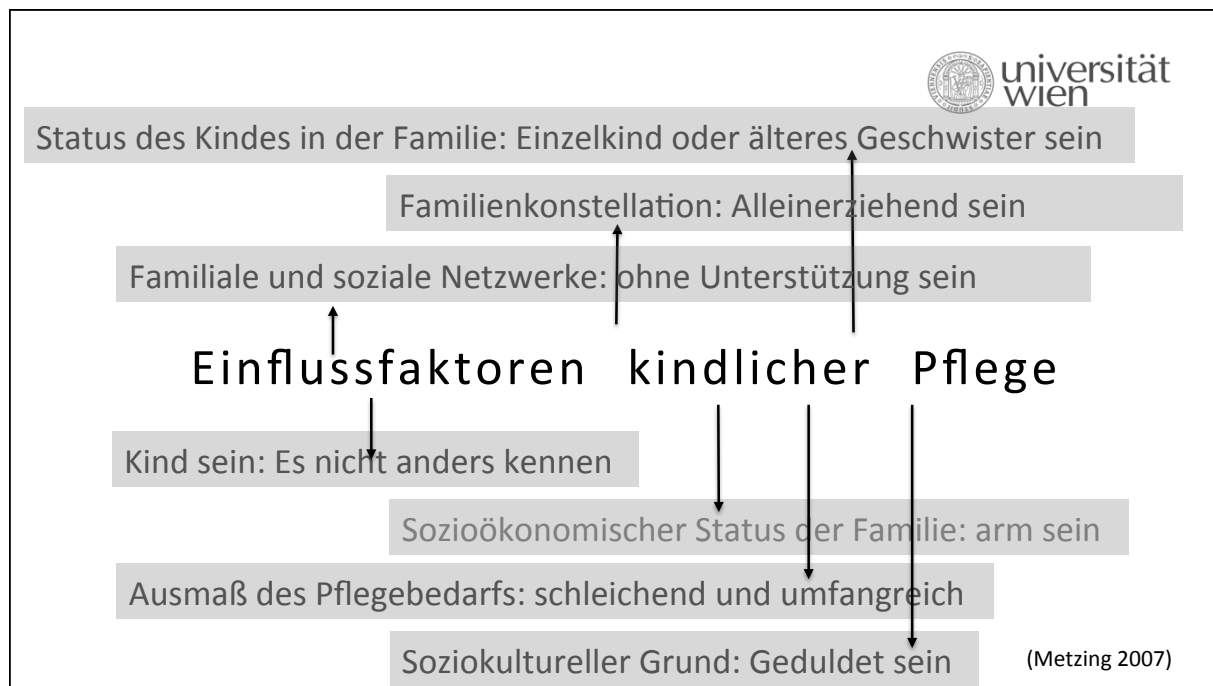 universität
wien
Status des Kindes in der Familie: Einzelkind oder älteres Geschwister sein
Familienkonstellation: Alleinerziehend sein
Familiale und soziale Netzwerke: ohne Unterstützung sein
Einflussfaktoren kindlicher Pflege
Kind sein: Es nicht anders kennen
Sozioökonomischer Status der Familie: arm sein
Ausmaß des Pflegebedarfs: schleichend und umfangreich
Soziokultureller Grund: Geduldet sein
(Metzing 2007)